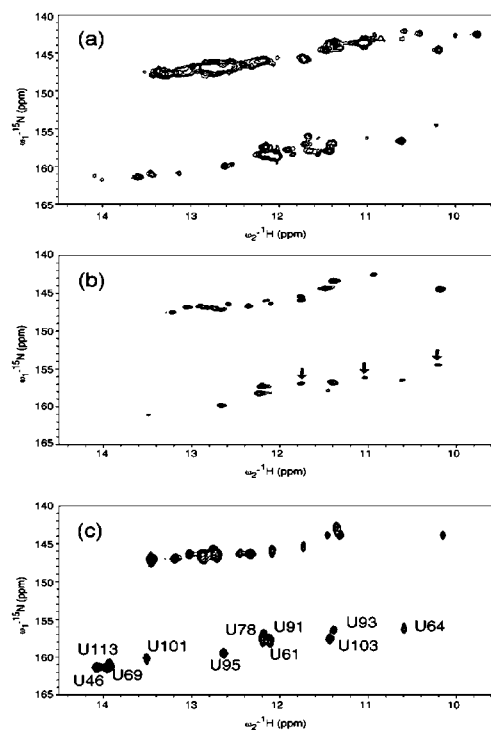 (a)
140
145
150
155
160
165
ω₁-¹⁵N (ppm)
14 13 12 11 10
ω₂-¹H (ppm)
(b)
140
145
150
155
160
165
ω₁-¹⁵N (ppm)
14 13 12 11 10
ω₂-¹H (ppm)
(c)
140
145
150
155
160
165
ω₁-¹⁵N (ppm)
U78 U91 U93 U64
U113 U101 U95 U61 U103
U46 U69
14 13 12 11 10
ω₂-¹H (ppm)